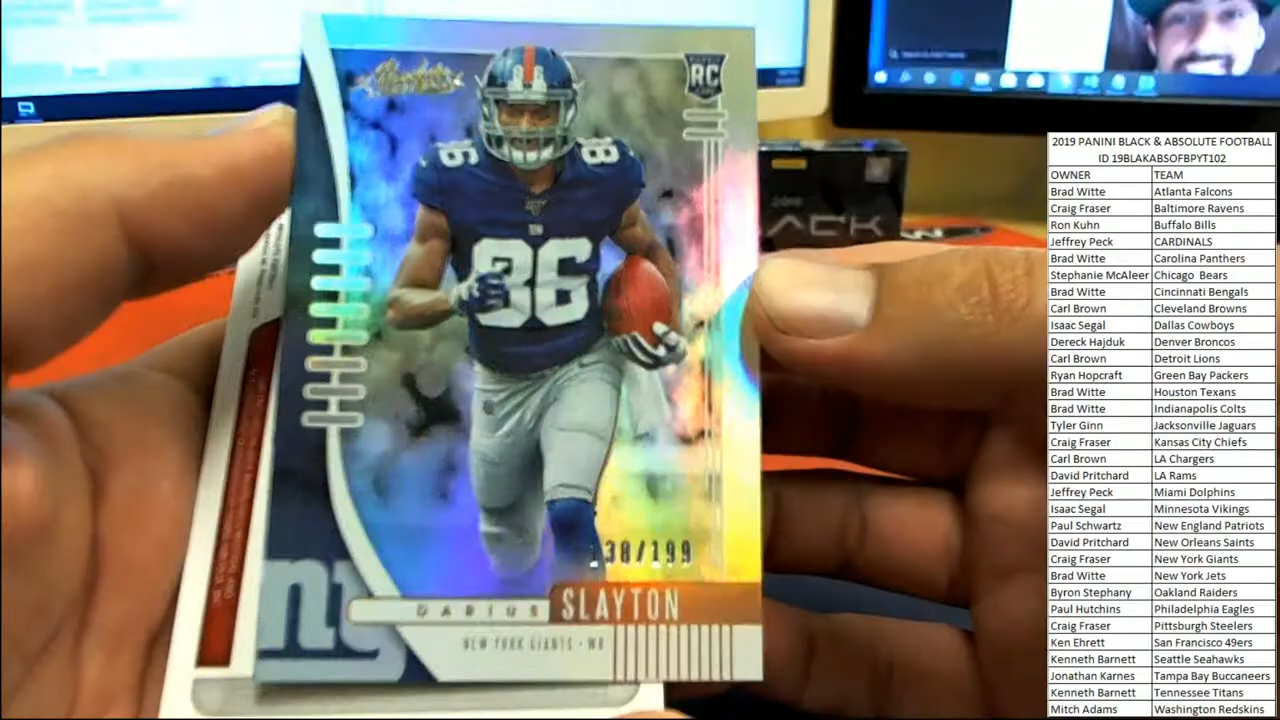 Absolute
RC
88
86 86
86
138/199
DARIUS SLAYTON
NEW YORK GIANTS • WR
ny
ACK
2019 PANINI BLACK & ABSOLUTE FOOTBALL
ID 19BLAKABSOFBPYT102
OWNER TEAM
Brad Witte Atlanta Falcons
Craig Fraser Baltimore Ravens
Ron Kuhn Buffalo Bills
Jeffrey Peck CARDINALS
Brad Witte Carolina Panthers
Stephanie McAleer Chicago Bears
Brad Witte Cincinnati Bengals
Carl Brown Cleveland Browns
Isaac Segal Dallas Cowboys
Dereck Hajduk Denver Broncos
Carl Brown Detroit Lions
Ryan Hopcraft Green Bay Packers
Brad Witte Houston Texans
Brad Witte Indianapolis Colts
Tyler Ginn Jacksonville Jaguars
Craig Fraser Kansas City Chiefs
Carl Brown LA Chargers
David Pritchard LA Rams
Jeffrey Peck Miami Dolphins
Isaac Segal Minnesota Vikings
Paul Schwartz New England Patriots
David Pritchard New Orleans Saints
Craig Fraser New York Giants
Brad Witte New York Jets
Byron Stephany Oakland Raiders
Paul Hutchins Philadelphia Eagles
Craig Fraser Pittsburgh Steelers
Ken Ehrett San Francisco 49ers
Kenneth Barnett Seattle Seahawks
Jonathan Karnes Tampa Bay Buccaneers
Kenneth Barnett Tennessee Titans
Mitch Adams Washington Redskins